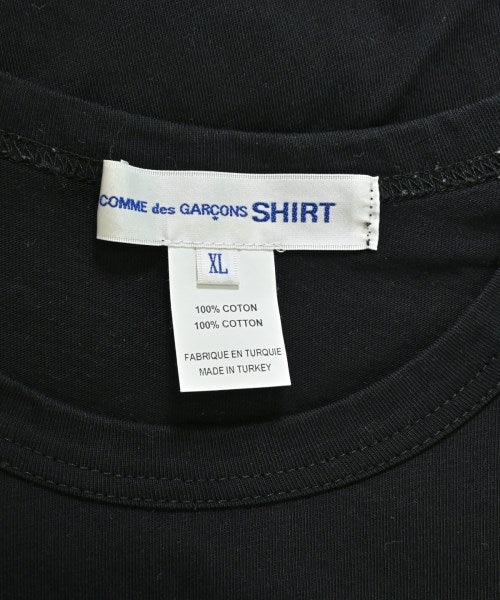 COMME des GARÇONS SHIRT
XL
100% COTON
100% COTTON
FABRIQUE EN TURQUIE
MADE IN TURKEY